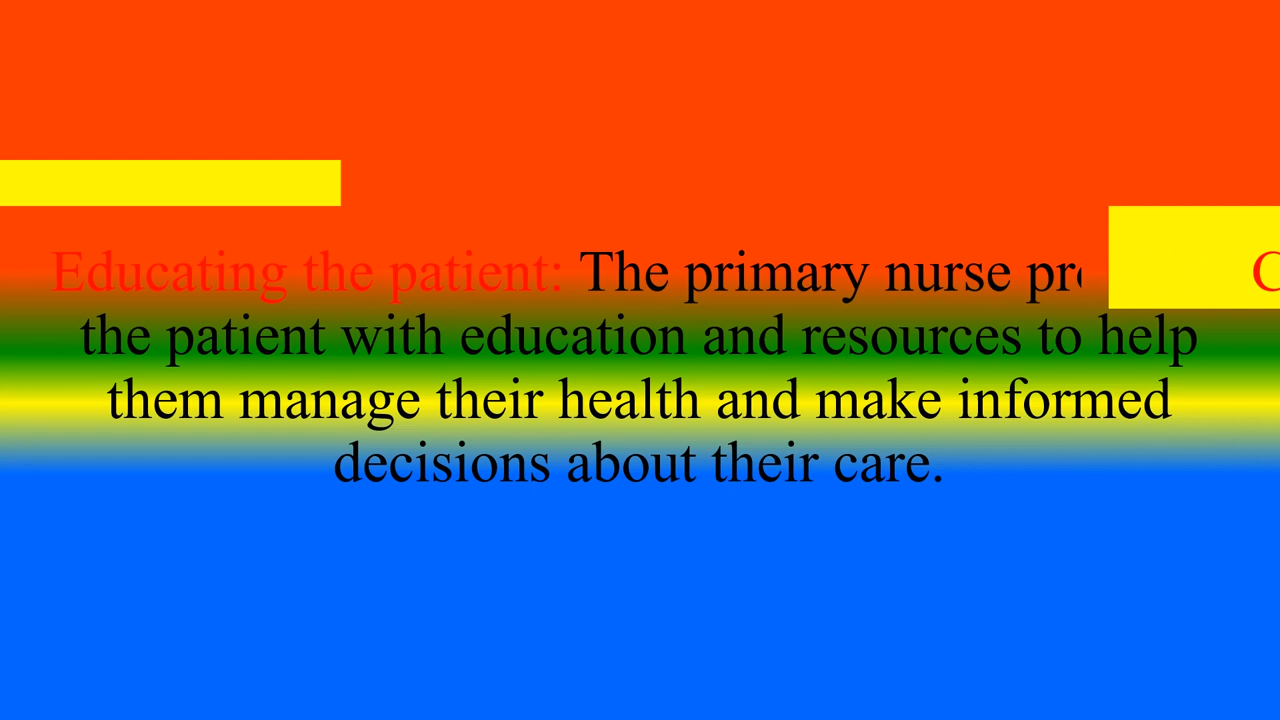 Educating the patient: The primary nurse
the patient with education and resources to help
them manage their health and make informed
decisions about their care.